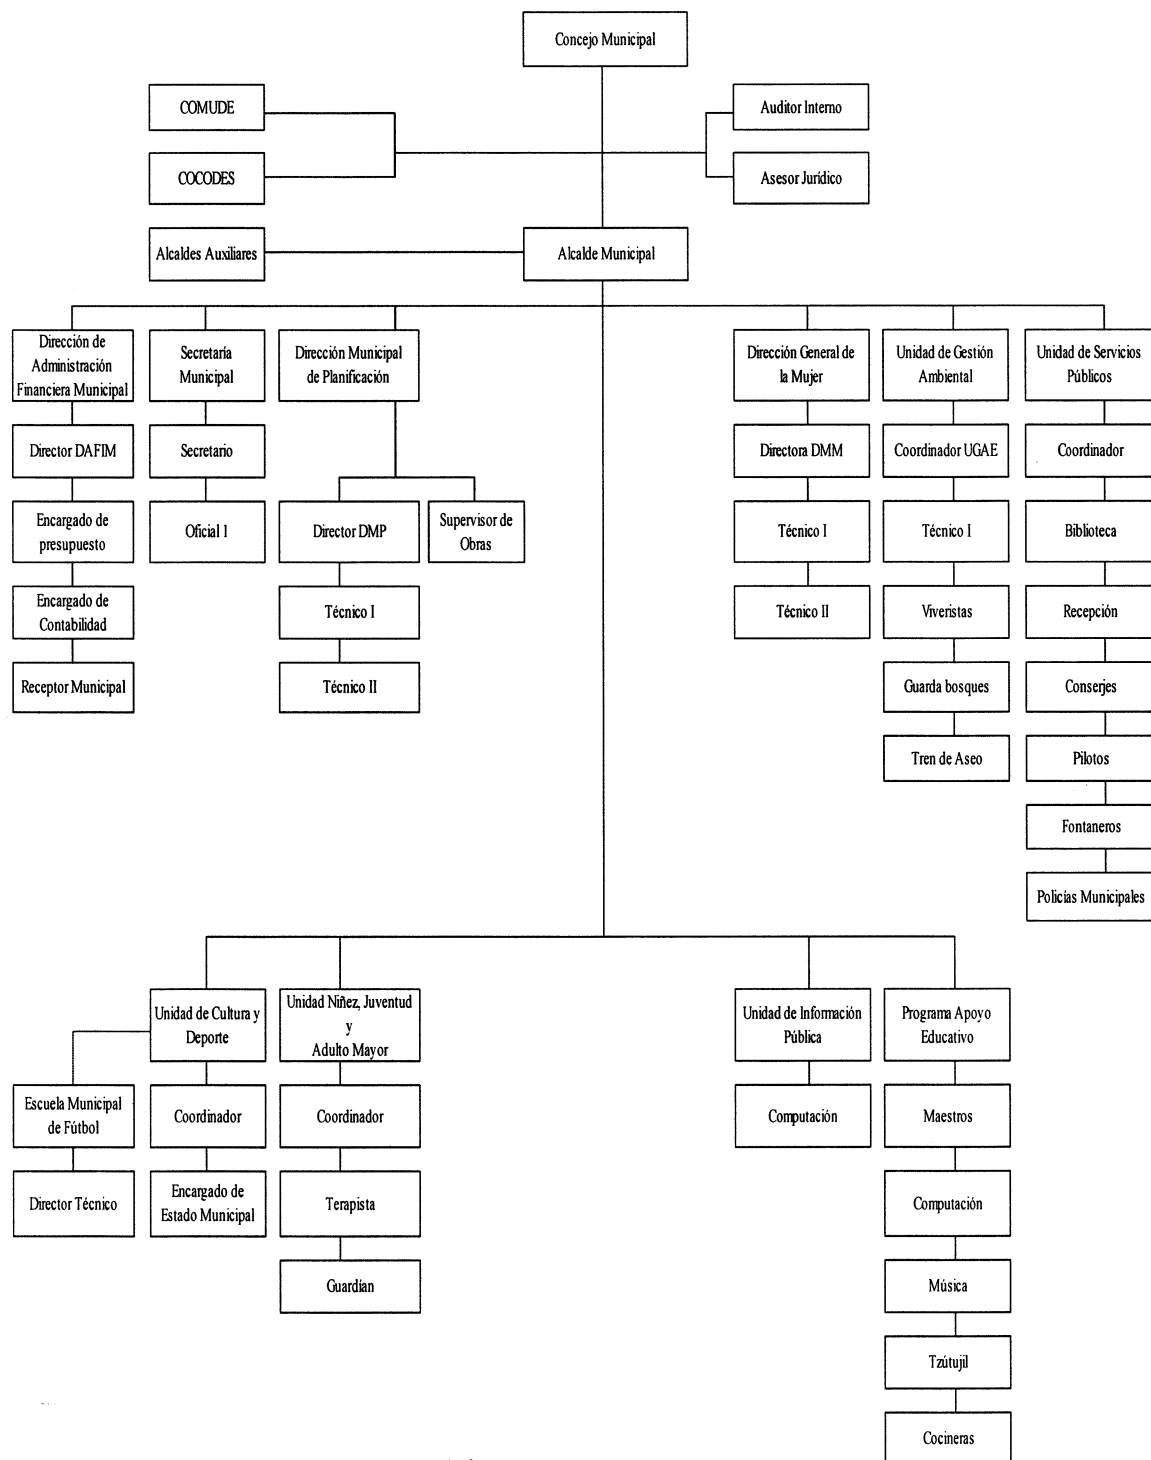 Concejo Municipal
COMUDE
Auditor Interno
COCODES
Asesor Jurídico
Alcaldes Auxiliares
Alcalde Municipal
Dirección de
Administración
Financiera Municipal
Secretaría
Municipal
Dirección Municipal
de Planificación
Dirección General de
la Mujer
Unidad de Gestión
Ambiental
Unidad de Servicios
Públicos
Director DAFIM
Secretario
Directora DMM
Coordinador UGAE
Coordinador
Encargado de
presupuesto
Oficial 1
Director DMP
Supervisor de
Obras
Técnico I
Técnico I
Biblioteca
Encargado de
Contabilidad
Técnico I
Técnico II
Viveristas
Recepción
Receptor Municipal
Técnico II
Guarda bosques
Conserjes
Tren de Aseo
Pilotos
Fontaneros
Policías Municipales
Unidad de Cultura y
Deporte
Unidad Niñez, Juventud
y
Adulto Mayor
Unidad de Información
Pública
Programa Apoyo
Educativo
Escuela Municipal
de Fútbol
Coordinador
Coordinador
Computación
Maestros
Director Técnico
Encargado de
Estado Municipal
Terapista
Computación
Guardían
Música
Tzútujil
Cocineras